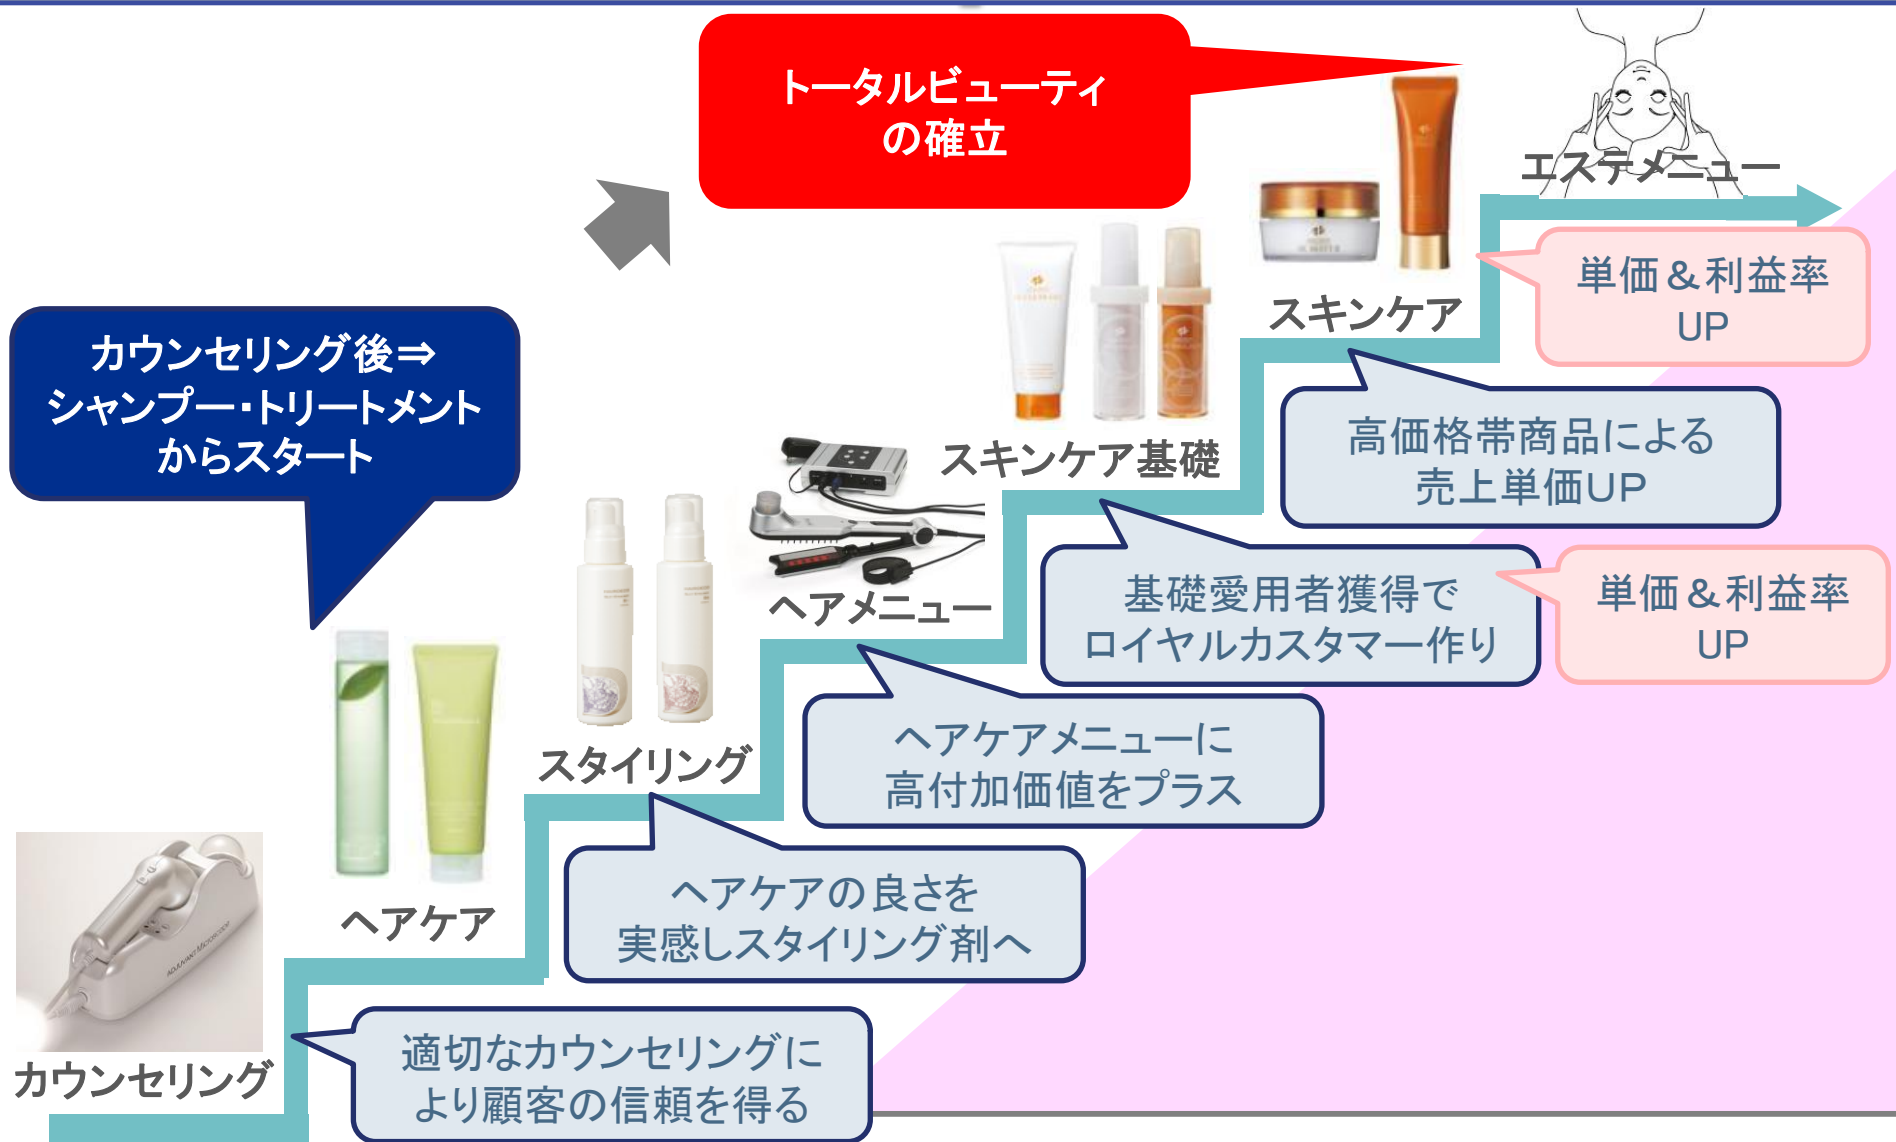 トータルビューティ
の確立
エステメニュー
単価＆利益率
UP
スキンケア
カウンセリング後⇒
シャンプー・トリートメント
からスタート
高価格帯商品による
売上単価UP
スキンケア基礎
基礎愛用者獲得で
ロイヤルカスタマー作り
単価＆利益率
UP
ヘアメニュー
ヘアケアメニューに
高付加価値をプラス
スタイリング
ヘアケアの良さを
実感しスタイリング剤へ
ヘアケア
ADJUVANT MICROSCOPE
カウンセリング
適切なカウンセリングに
より顧客の信頼を得る